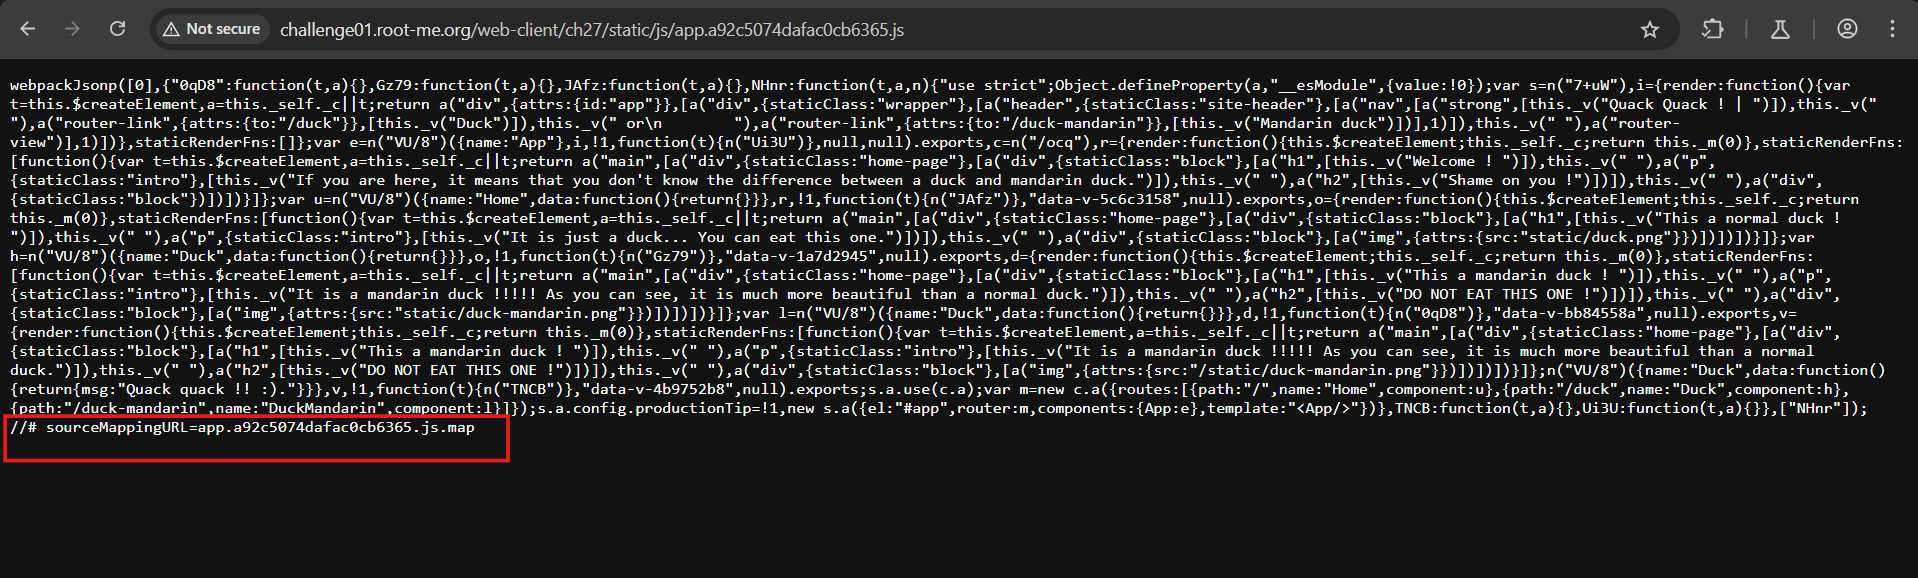 Not secure challenge01.root-me.org/web-client/ch27/static/js/app.a92c5074dafac0cb6365.js
webpackJsonp([0],{"0qD8":function(t,a){},Gz79:function(t,a){},JAfz:function(t,a){},NHnr:function(t,a,n){"use strict";Object.defineProperty(a,"__esModule",{value:!0});var s=n("7+uW"),i={render:function(){var
t=this.$createElement,a=this._self._c||t;return a("div",{attrs:{id:"app"}},[a("div",{staticClass:"wrapper"},[a("header",{staticClass:"site-header"},[a("nav",[a("strong",[this._v("Quack Quack ! | ")]),this._v("
"),a("router-link",{attrs:{to:"/duck"}},[this._v("Duck")]),this._v(" or\n        "),a("router-link",{attrs:{to:"/duck-mandarin"}},[this._v("Mandarin duck")])],1)]),this._v(" "),a("router-
view")],1)])},staticRenderFns:[]};var e=n("VU/8")({name:"App"},i,!1,function(t){n("Ui3U")},null,null).exports,c=n("/ocq"),r={render:function(){this.$createElement;this._self._c;return this._m(0)},staticRenderFns:
[function(){var t=this.$createElement,a=this._self._c||t;return a("main",[a("div",{staticClass:"home-page"},[a("div",{staticClass:"block"},[a("h1",[this._v("Welcome ! ")]),this._v(" "),a("p",
{staticClass:"intro"},[this._v("If you are here, it means that you don't know the difference between a duck and mandarin duck.")]),this._v(" "),a("h2",[this._v("Shame on you !")])]),this._v(" "),a("div",
{staticClass:"block"})])])}]};var u=n("VU/8")({name:"Home",data:function(){return{}}},r,!1,function(t){n("JAfz")},"data-v-5c6c3158",null).exports,o={render:function(){this.$createElement;this._self._c;return
this._m(0)},staticRenderFns:[function(){var t=this.$createElement,a=this._self._c||t;return a("main",[a("div",{staticClass:"home-page"},[a("div",{staticClass:"block"},[a("h1",[this._v("This a normal duck !
")]),this._v(" "),a("p",{staticClass:"intro"},[this._v("It is just a duck... You can eat this one.")])]),this._v(" "),a("div",{staticClass:"block"},[a("img",{attrs:{src:"static/duck.png"}})])])])}]};var
h=n("VU/8")({name:"Duck",data:function(){return{}}},o,!1,function(t){n("Gz79")},"data-v-1a7d2945",null).exports,d={render:function(){this.$createElement;this._self._c;return this._m(0)},staticRenderFns:
[function(){var t=this.$createElement,a=this._self._c||t;return a("main",[a("div",{staticClass:"home-page"},[a("div",{staticClass:"block"},[a("h1",[this._v("This a mandarin duck ! ")]),this._v(" "),a("p",
{staticClass:"intro"},[this._v("It is a mandarin duck !!!!! As you can see, it is much more beautiful than a normal duck.")]),this._v(" "),a("h2",[this._v("DO NOT EAT THIS ONE !")])]),this._v(" "),a("div",
{staticClass:"block"},[a("img",{attrs:{src:"static/duck-mandarin.png"}})])])])}]};var l=n("VU/8")({name:"Duck",data:function(){return{}}},d,!1,function(t){n("0qD8")},"data-v-bb84558a",null).exports,v=
{render:function(){this.$createElement;this._self._c;return this._m(0)},staticRenderFns:[function(){var t=this.$createElement,a=this._self._c||t;return a("main",[a("div",{staticClass:"home-page"},[a("div",
{staticClass:"block"},[a("h1",[this._v("This a mandarin duck ! ")]),this._v(" "),a("p",{staticClass:"intro"},[this._v("It is a mandarin duck !!!!! As you can see, it is much more beautiful than a normal
duck.")]),this._v(" "),a("h2",[this._v("DO NOT EAT THIS ONE !")])]),this._v(" "),a("div",{staticClass:"block"},[a("img",{attrs:{src:"/static/duck-mandarin.png"}})])])])}]};n("VU/8")({name:"Duck",data:function()
{return{msg:"Quack quack !! :)."}}},v,!1,function(t){n("TNCB")},"data-v-4b9752b8",null).exports;s.a.use(c.a);var m=new c.a({routes:[{path:"/",name:"Home",component:u},{path:"/duck",name:"Duck",component:h},
{path:"/duck-mandarin",name:"DuckMandarin",component:l}]});s.a.config.productionTip=!1,new s.a({el:"#app",router:m,components:{App:e},template:"<App/>"})},TNCB:function(t,a){},Ui3U:function(t,a){}},["NHnr"]);
//# sourceMappingURL=app.a92c5074dafac0cb6365.js.map